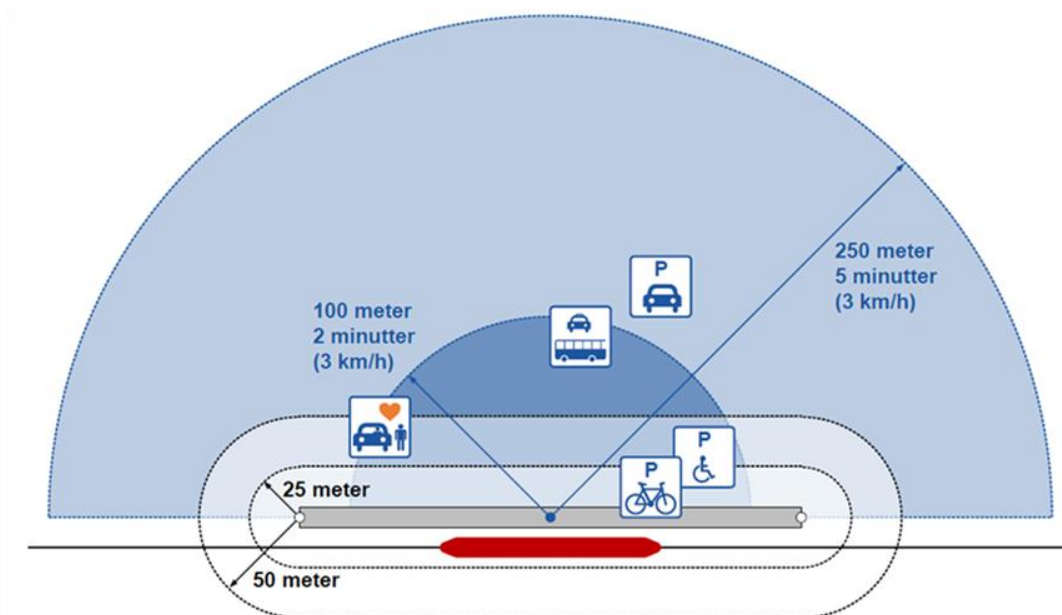 P
250 meter
5 minutter
(3 km/h)
100 meter
2 minutter
(3 km/h)
P
P
25 meter
50 meter